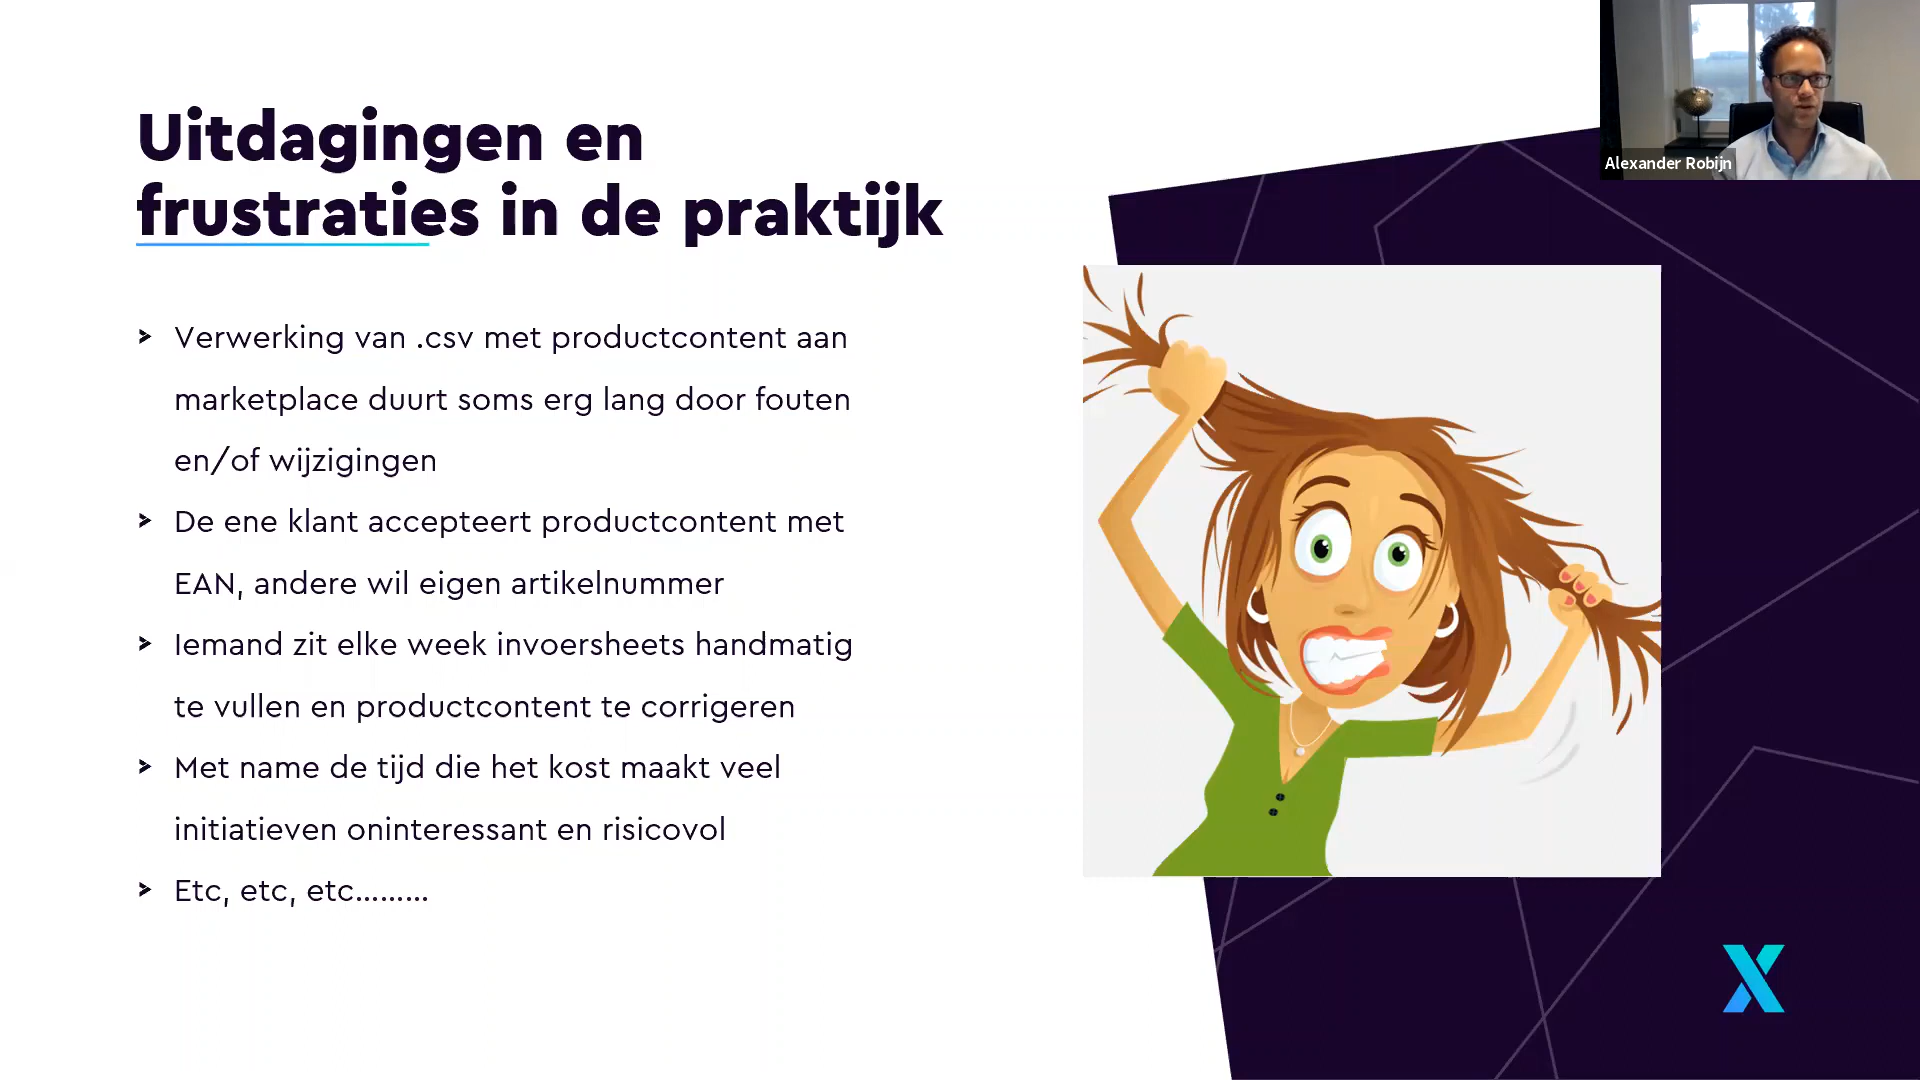 Alexander Robijn
Uitdagingen en
frustraties in de praktijk
Verwerking van .csv met productcontent aan
marketplace duurt soms erg lang door fouten
en/of wijzigingen
De ene klant accepteert productcontent met
EAN, andere wil eigen artikelnummer
Iemand zit elke week invoersheets handmatig
te vullen en productcontent te corrigeren
Met name de tijd die het kost maakt veel
initiatieven oninteressant en risicovol
Etc, etc, etc.........